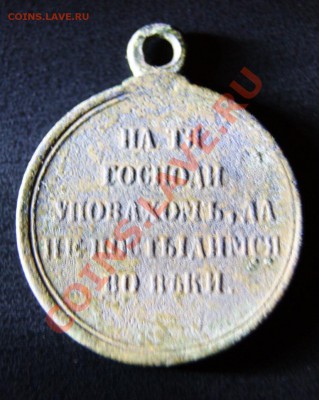 COINS.LAVE.RU
COINS.LAVE.RU
НА ТЯ
ГОСПОДИ
УПОВАХОМЪ, ДА
НЕ ПОСТЫДИМСЯ
ВО ВѢКИ.